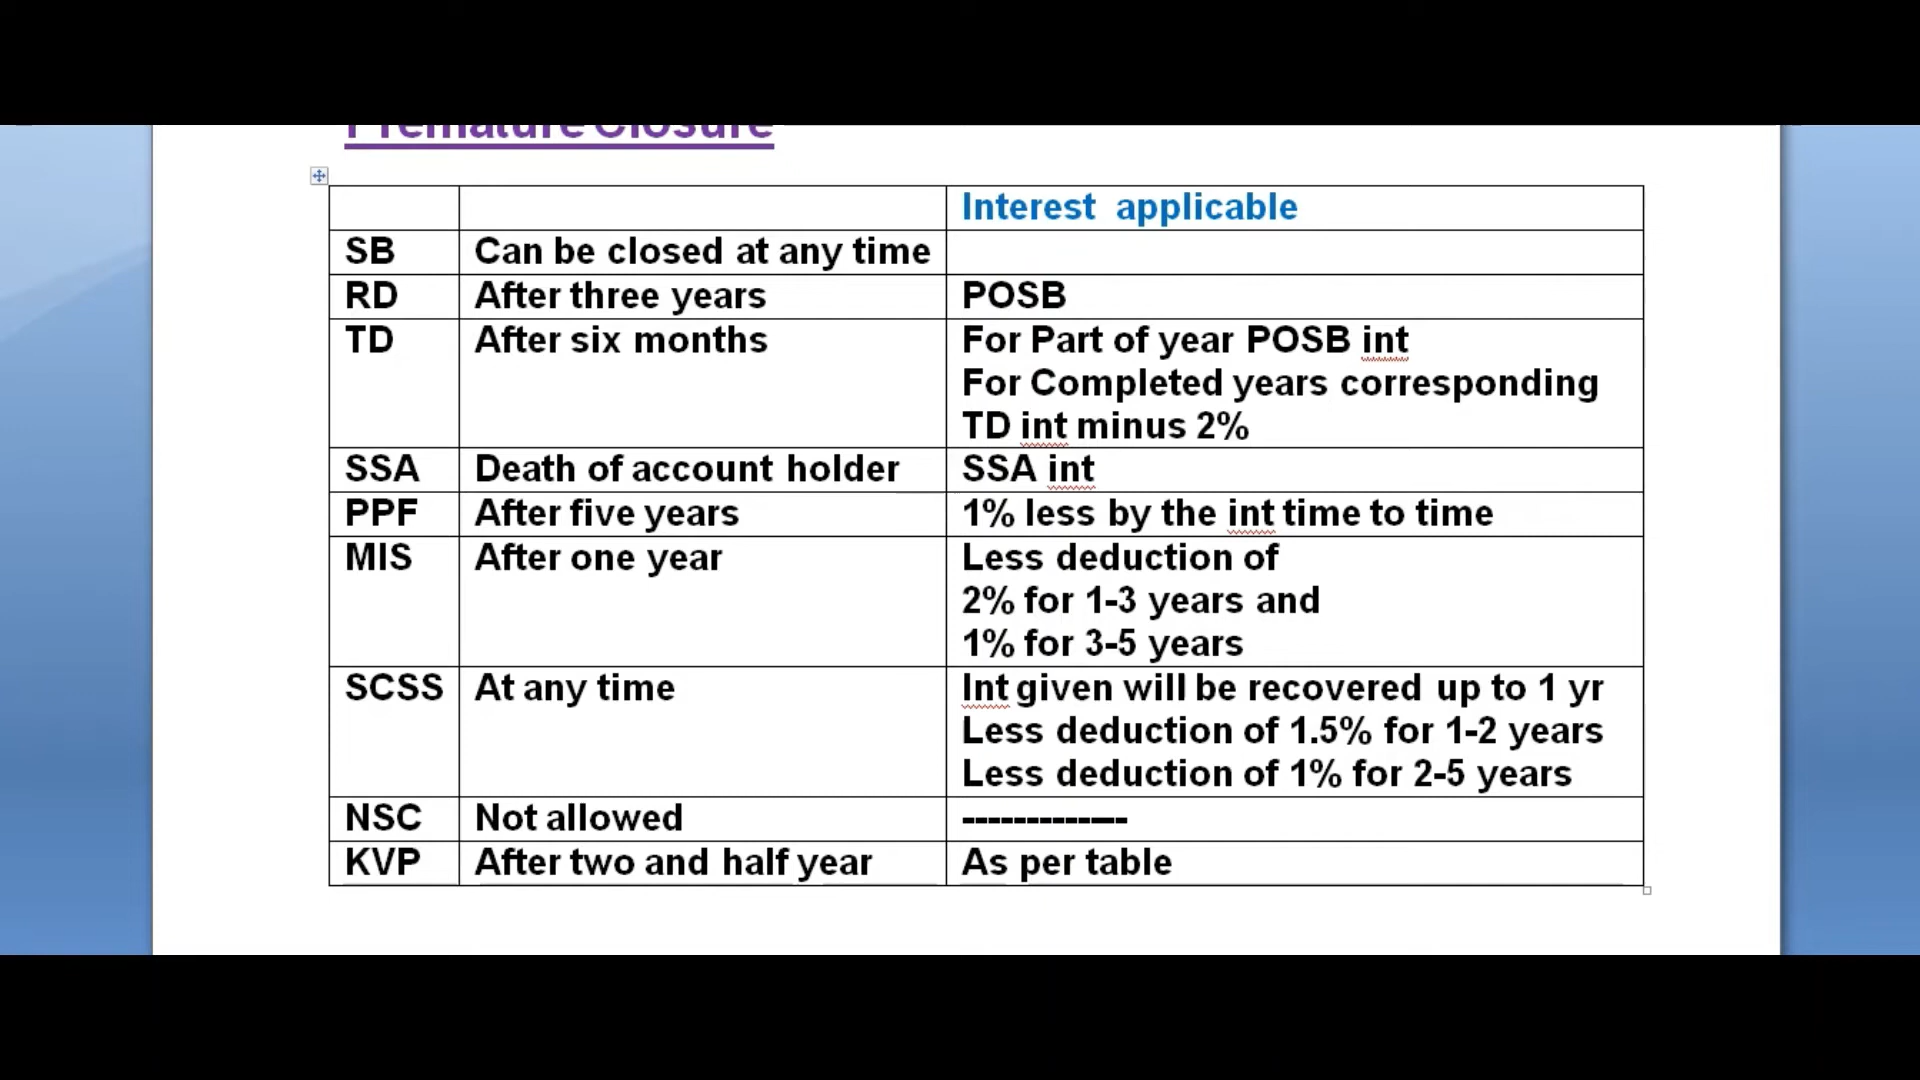 Premature Closure
Interest applicable
SB Can be closed at any time
RD After three years POSB
TD After six months For Part of year POSB int
For Completed years corresponding
TD int minus 2%
SSA Death of account holder SSA int
PPF After five years 1% less by the int time to time
MIS After one year Less deduction of
2% for 1-3 years and
1% for 3-5 years
SCSS At any time Int given will be recovered up to 1 yr
Less deduction of 1.5% for 1-2 years
Less deduction of 1% for 2-5 years
NSC Not allowed -------------
KVP After two and half year As per table